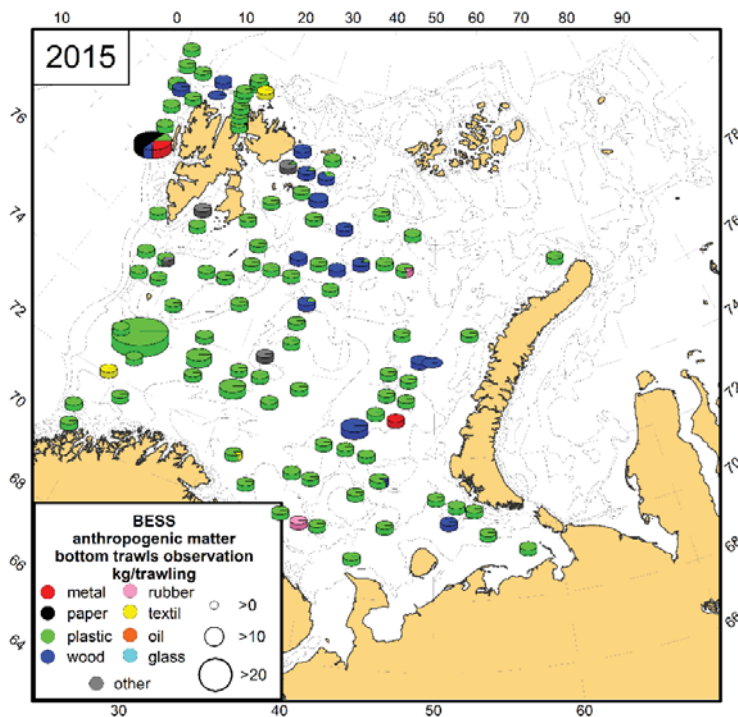 10 0 10 20 30 40 50 60 70 80 90
2015
76
74
72
70
68
66
64
78
76
74
72
70
68
66
BESS
anthropogenic matter
bottom trawls observation
kg/trawling
metal rubber
paper textil
plastic oil
wood glass
other
>0
>10
>20
30 40 50 60